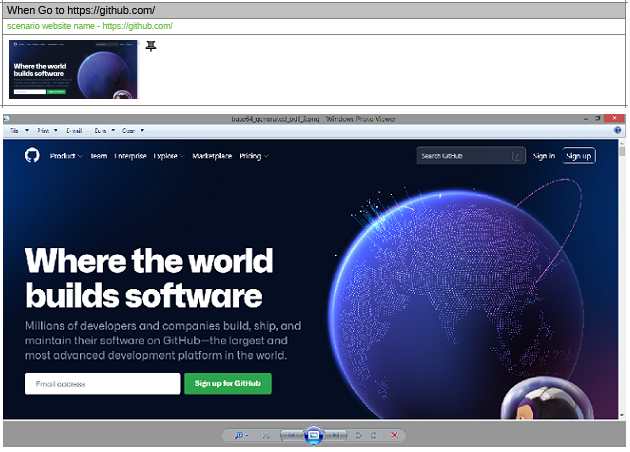 When Go to https://github.com/
scenario website name - https://github.com/
Where the world
builds software
base64_generated_pdf_3.png - Windows Photo Viewer
File Print E-mail Burn Open
Product Team Enterprise Explore Marketplace Pricing Search GitHub / Sign in Sign up
Where the world
builds software
Millions of developers and companies build, ship, and
maintain their software on GitHub—the largest and
most advanced development platform in the world.
Email address Sign up for GitHub